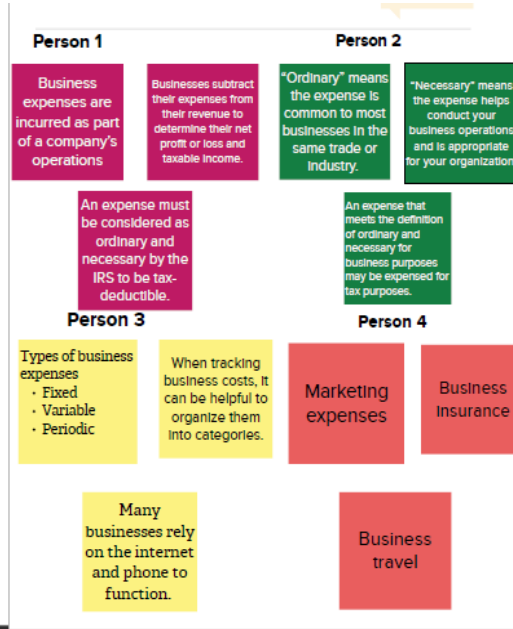 Person 1
Person 2
Business
expenses are
incurred as part
of a company's
operations
Businesses subtract
their expenses from
their revenue to
determine their net
profit or loss and
taxable income.
"Ordinary" means
the expense is
common to most
businesses in the
same trade or
industry.
"Necessary" means
the expense helps
conduct your
business operations
and is appropriate
for your organization
An expense must
be considered as
ordinary and
necessary by the
IRS to be tax-
deductible.
An expense that
meets the definition
of ordinary and
necessary for
business purposes
may be expensed for
tax purposes.
Person 3
Person 4
Types of business
expenses
• Fixed
• Variable
• Periodic
When tracking
business costs, it
can be helpful to
organize them
into categories.
Marketing
expenses
Business
insurance
Many
businesses rely
on the internet
and phone to
function.
Business
travel